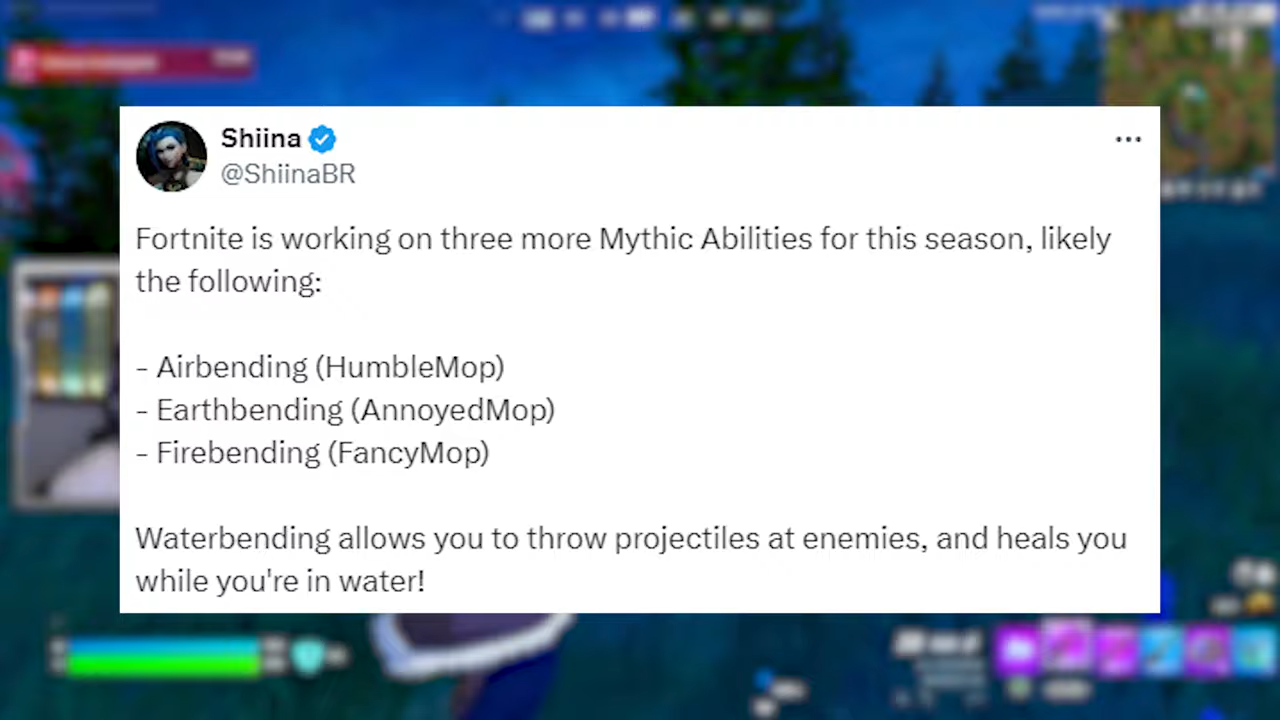 Shiina
@ShiinaBR
Fortnite is working on three more Mythic Abilities for this season, likely
the following:
- Airbending (HumbleMop)
- Earthbending (AnnoyedMop)
- Firebending (FancyMop)
Waterbending allows you to throw projectiles at enemies, and heals you
while you're in water!